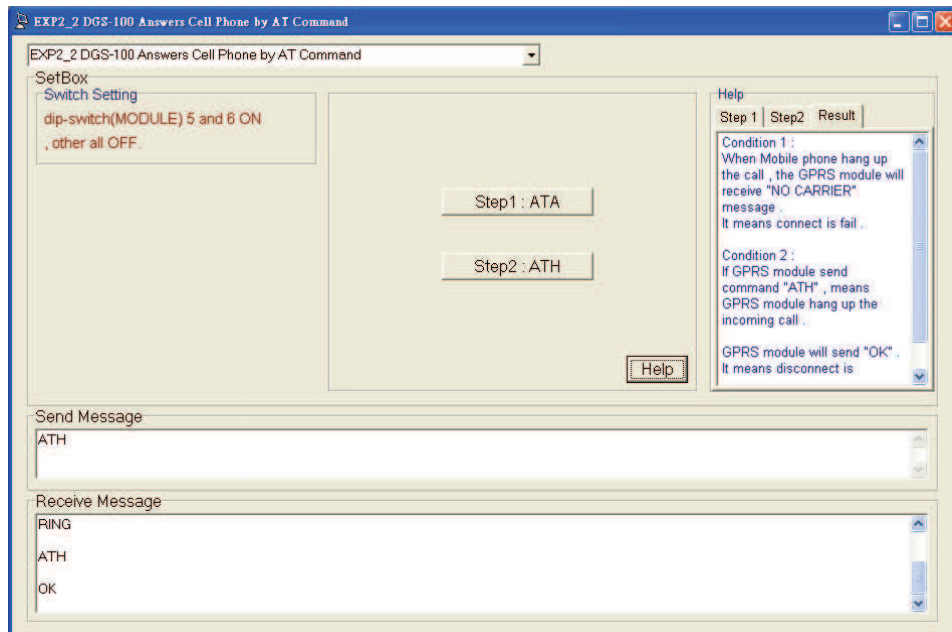 EXP2_2 DGS-100 Answers Cell Phone by AT Command
EXP2_2 DGS-100 Answers Cell Phone by AT Command
SetBox
Switch Setting
dip-switch(MODULE) 5 and 6 ON
, other all OFF.
Step1 : ATA
Step2 : ATH
Help
Help
Step 1
Step2
Result
Condition 1 :
When Mobile phone hang up
the call , the GPRS module will
receive "NO CARRIER"
message .
It means connect is fail .
Condition 2 :
If GPRS module send
command "ATH" , means
GPRS module hang up the
incoming call .
GPRS module will send "OK" .
It means disconnect is
Send Message
ATH
Receive Message
RING
ATH
OK